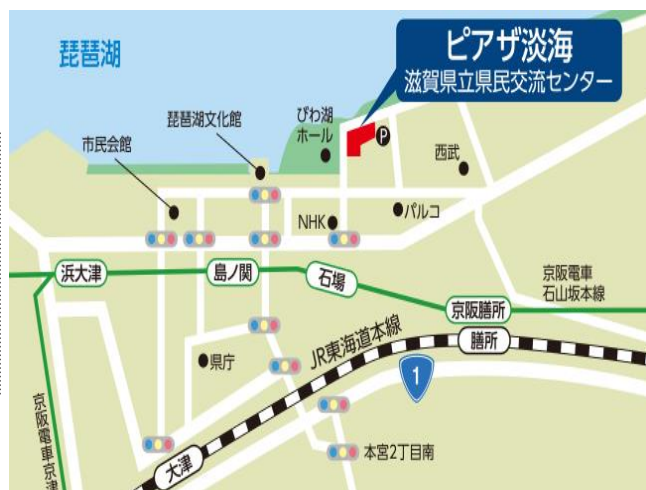 琵琶湖
ピアザ淡海
滋賀県立県民交流センター
琵琶湖文化館
びわ湖
ホール
市民会館
P
西武
NHK
パルコ
浜大津
島ノ関
石場
京阪電車
石山坂本線
京阪膳所
JR東海道本線
膳所
県庁
1
京阪電車京津
大津
本宮2丁目南